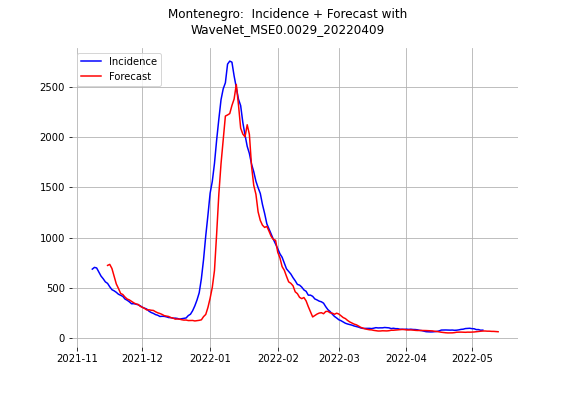 Montenegro:  Incidence + Forecast with
WaveNet_MSE0.0029_20220409
Incidence
Forecast
2500
2000
1500
1000
500
0
2021-11 2021-12 2022-01 2022-02 2022-03 2022-04 2022-05